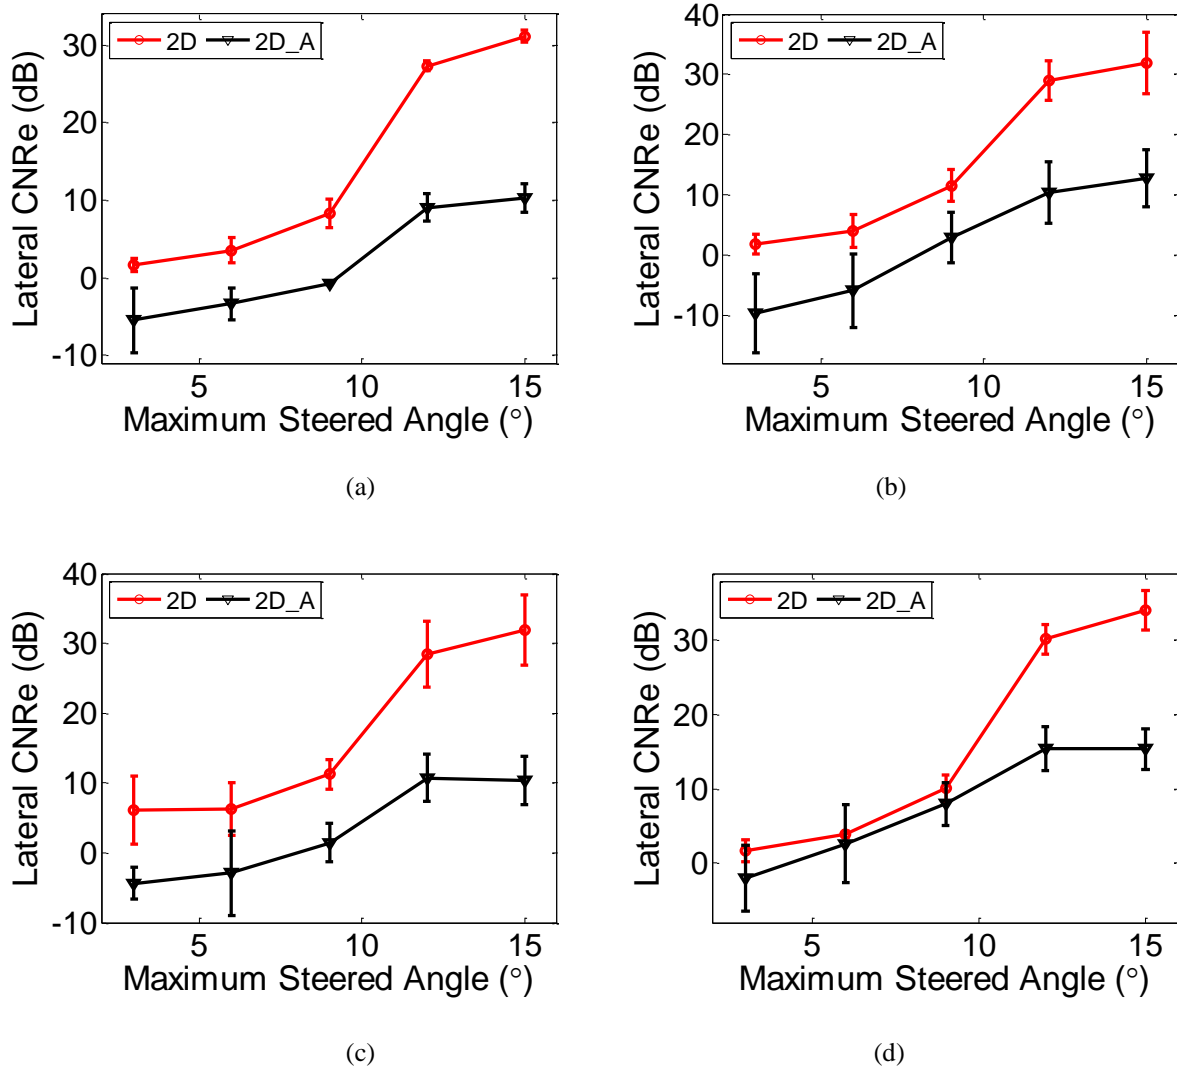 2D 2D_A
Lateral CNRe (dB)
30
20
10
0
-10
5 10 15
Maximum Steered Angle (°)
(a)
2D 2D_A
Lateral CNRe (dB)
40
30
20
10
0
-10
5 10 15
Maximum Steered Angle (°)
(b)
2D 2D_A
Lateral CNRe (dB)
40
30
20
10
0
-10
5 10 15
Maximum Steered Angle (°)
(c)
2D 2D_A
Lateral CNRe (dB)
30
20
10
0
5 10 15
Maximum Steered Angle (°)
(d)